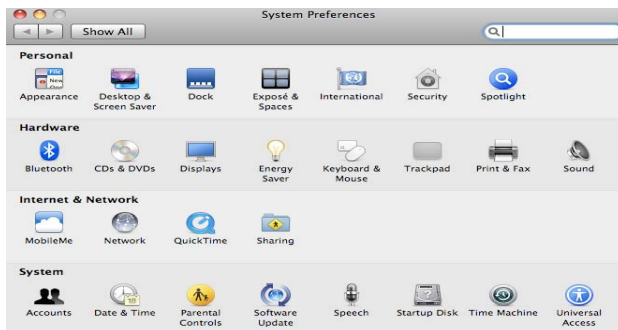 System Preferences
Show All
Personal
File
New
Appearance
Desktop &
Screen Saver
Dock
Exposé &
Spaces
International
Security
Spotlight
Hardware
Bluetooth
CDs & DVDs
Displays
Energy
Saver
Keyboard &
Mouse
Trackpad
Print & Fax
Sound
Internet & Network
MobileMe
Network
QuickTime
Sharing
System
Accounts
Date & Time
Parental
Controls
Software
Update
Speech
Startup Disk
Time Machine
Universal
Access